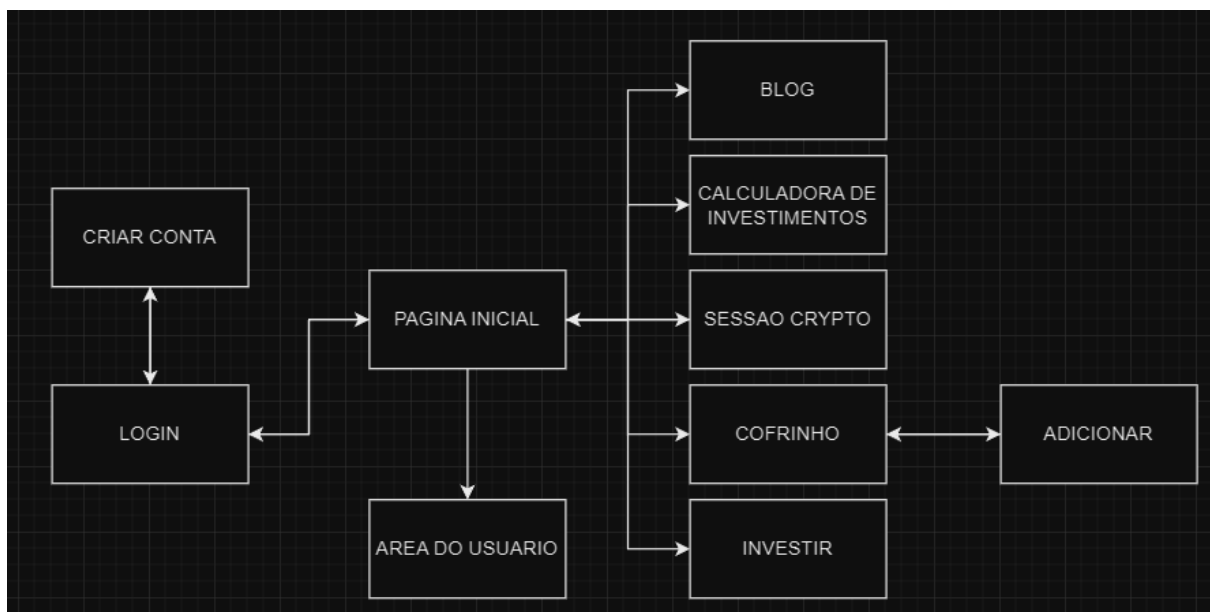 BLOG
CALCULADORA DE
INVESTIMENTOS
CRIAR CONTA
PAGINA INICIAL
SESSAO CRYPTO
LOGIN
COFRINHO
ADICIONAR
AREA DO USUARIO
INVESTIR